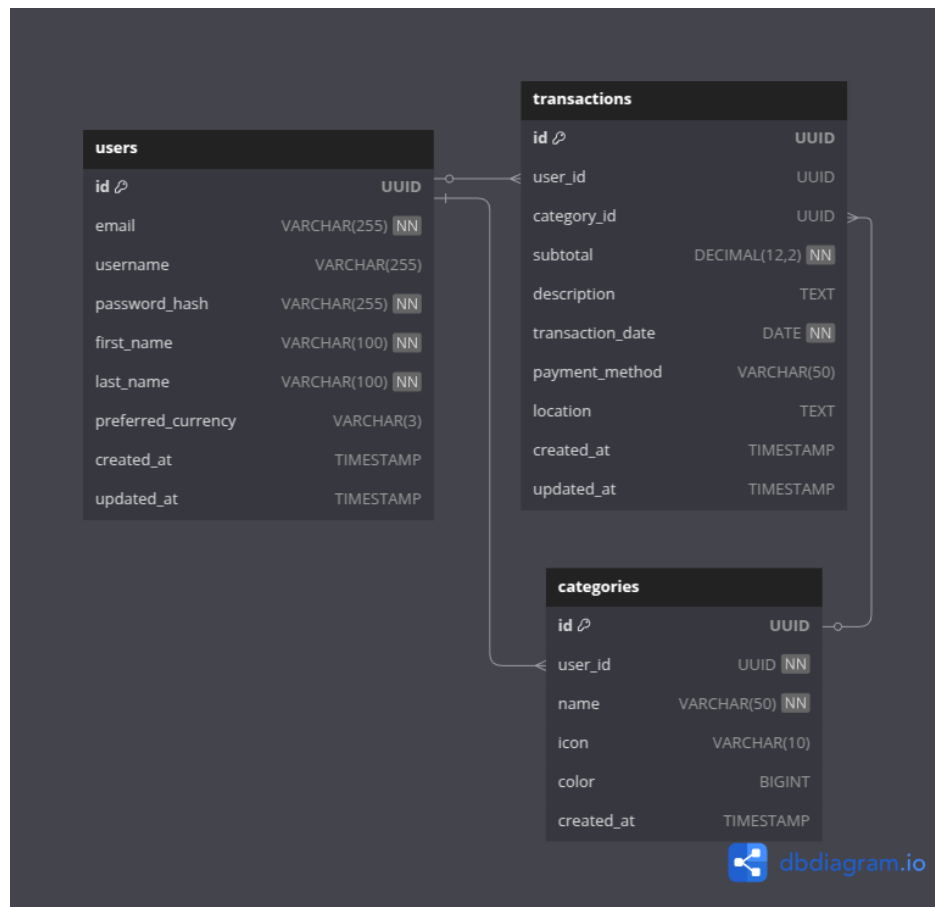 users
id UUID
email VARCHAR(255) NN
username VARCHAR(255)
password_hash VARCHAR(255) NN
first_name VARCHAR(100) NN
last_name VARCHAR(100) NN
preferred_currency VARCHAR(3)
created_at TIMESTAMP
updated_at TIMESTAMP
transactions
id UUID
user_id UUID
category_id UUID
subtotal DECIMAL(12,2) NN
description TEXT
transaction_date DATE NN
payment_method VARCHAR(50)
location TEXT
created_at TIMESTAMP
updated_at TIMESTAMP
categories
id UUID
user_id UUID NN
name VARCHAR(50) NN
icon VARCHAR(10)
color BIGINT
created_at TIMESTAMP
dbdiagram.io